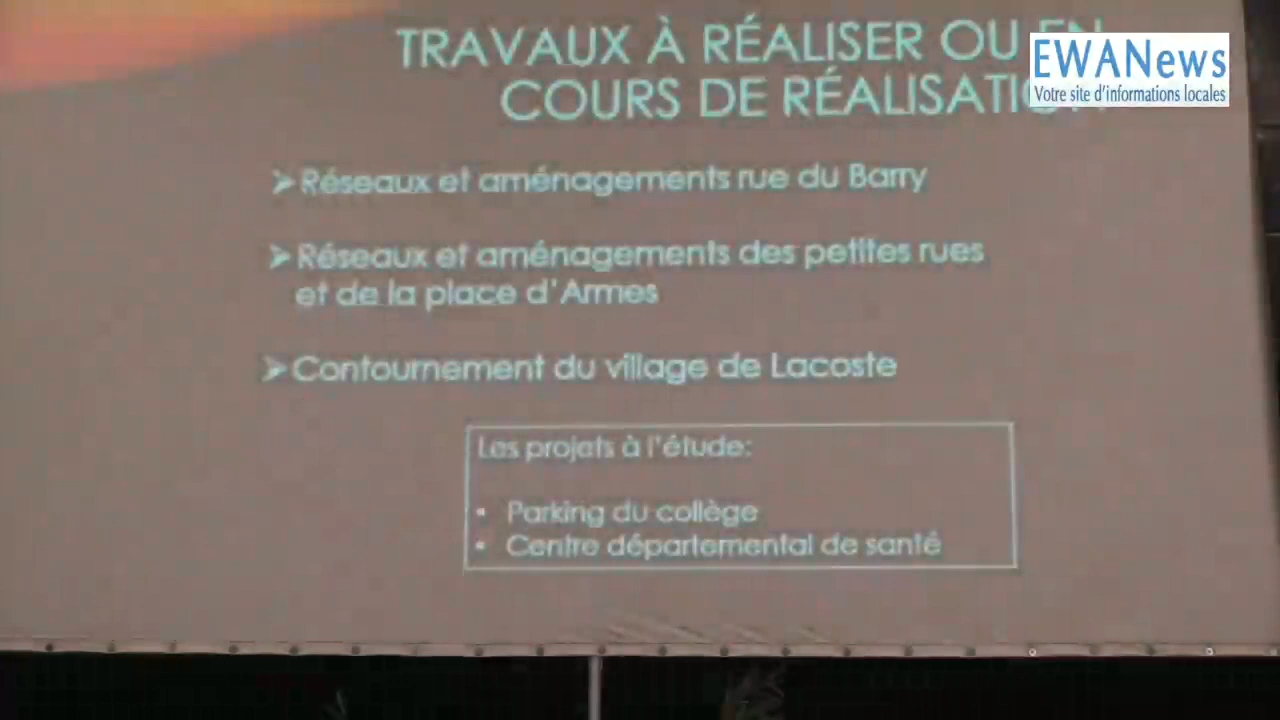 TRAVAUX À RÉALISER OU EN
COURS DE RÉALISATION
EWANews
Votre site d'informations locales
➤Réseaux et aménagements rue du Barry
➤Réseaux et aménagements des petites rues
et de la place d'Armes
➤Contournement du village de Lacoste
Les projets à l'étude:
• Parking du collège
• Centre départemental de santé